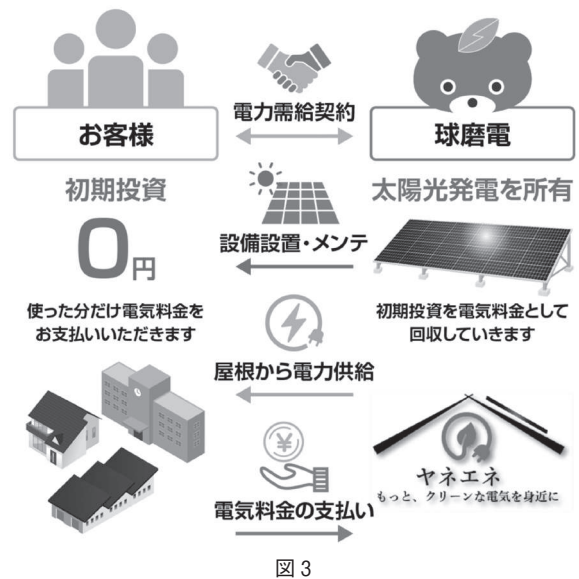 電力需給契約
お客様
球磨電
初期投資
0円
太陽光発電を所有
設備設置・メンテ
使った分だけ電気料金を
お支払いいただきます
初期投資を電気料金として
回収していきます
屋根から電力供給
¥
ヤネエネ
もっと、クリーンな電気を身近に
電気料金の支払い
図3